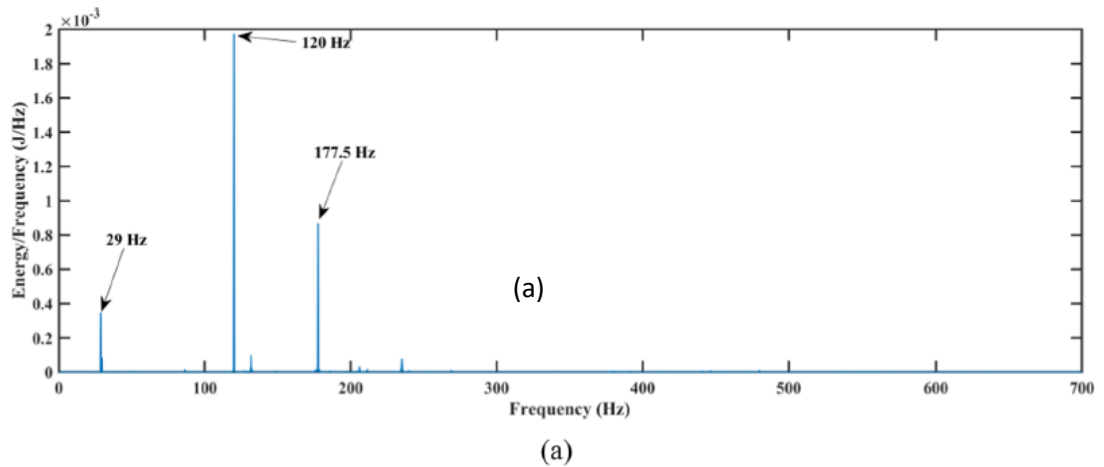 ×10⁻³
2
1.8
1.6
1.4
1.2
1
0.8
0.6
0.4
0.2
0
Energy/Frequency (J/Hz)
120 Hz
177.5 Hz
29 Hz
(a)
0 100 200 300 400 500 600 700
Frequency (Hz)
(a)